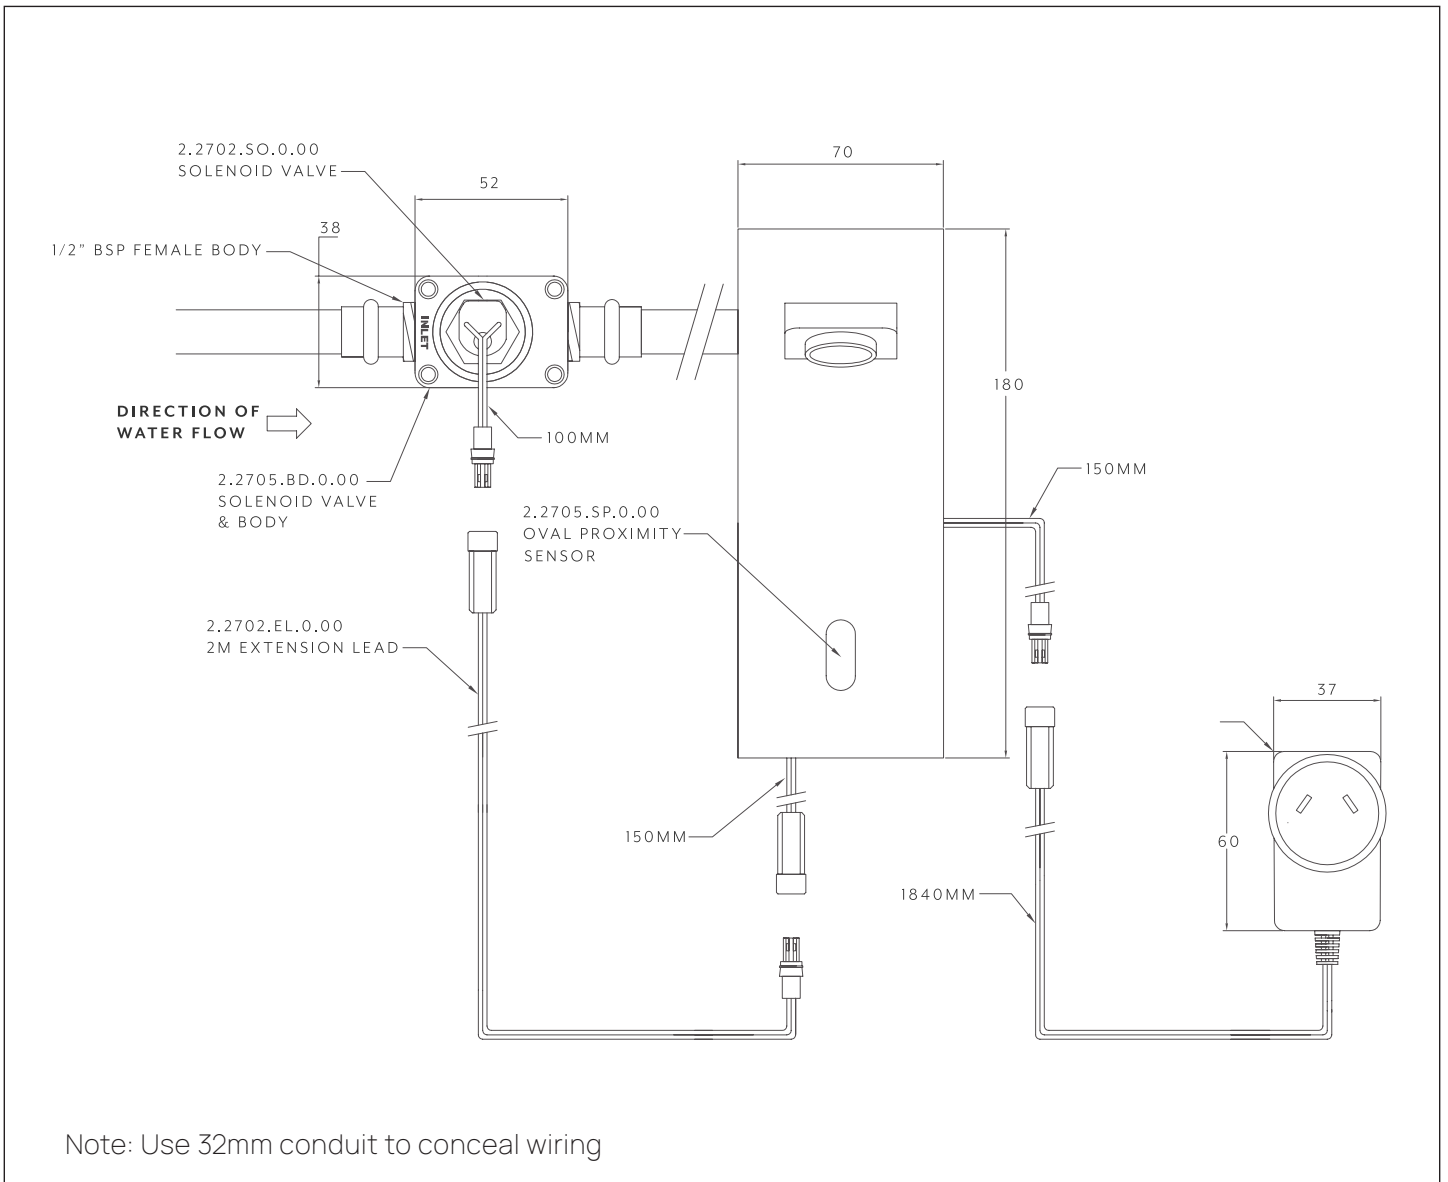 2.2702.SO.0.00
SOLENOID VALVE
70
52
38
1/2" BSP FEMALE BODY
INLET
180
DIRECTION OF
WATER FLOW
100MM
150MM
2.2705.BD.0.00
SOLENOID VALVE
& BODY
2.2705.SP.0.00
OVAL PROXIMITY
SENSOR
2.2702.EL.0.00
2M EXTENSION LEAD
37
150MM
60
1840MM
Note: Use 32mm conduit to conceal wiring